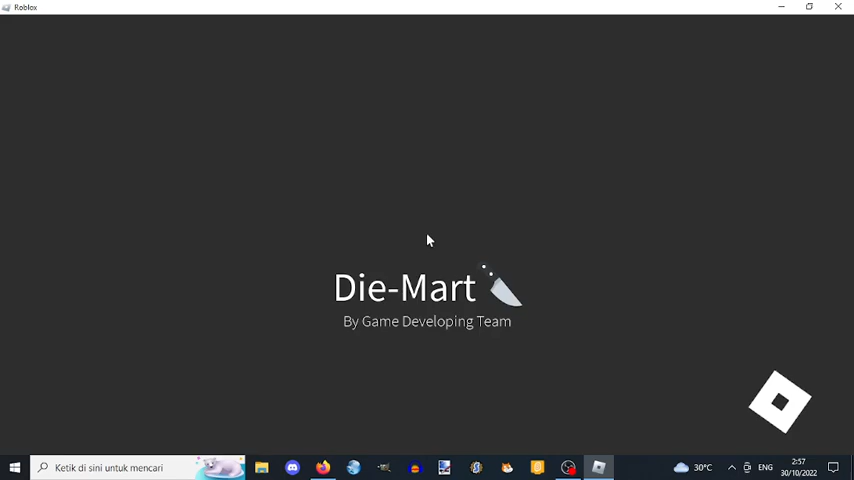 Roblox
Die-Mart
By Game Developing Team
Ketik di sini untuk mencari
30°C
ENG
2:57
30/10/2022